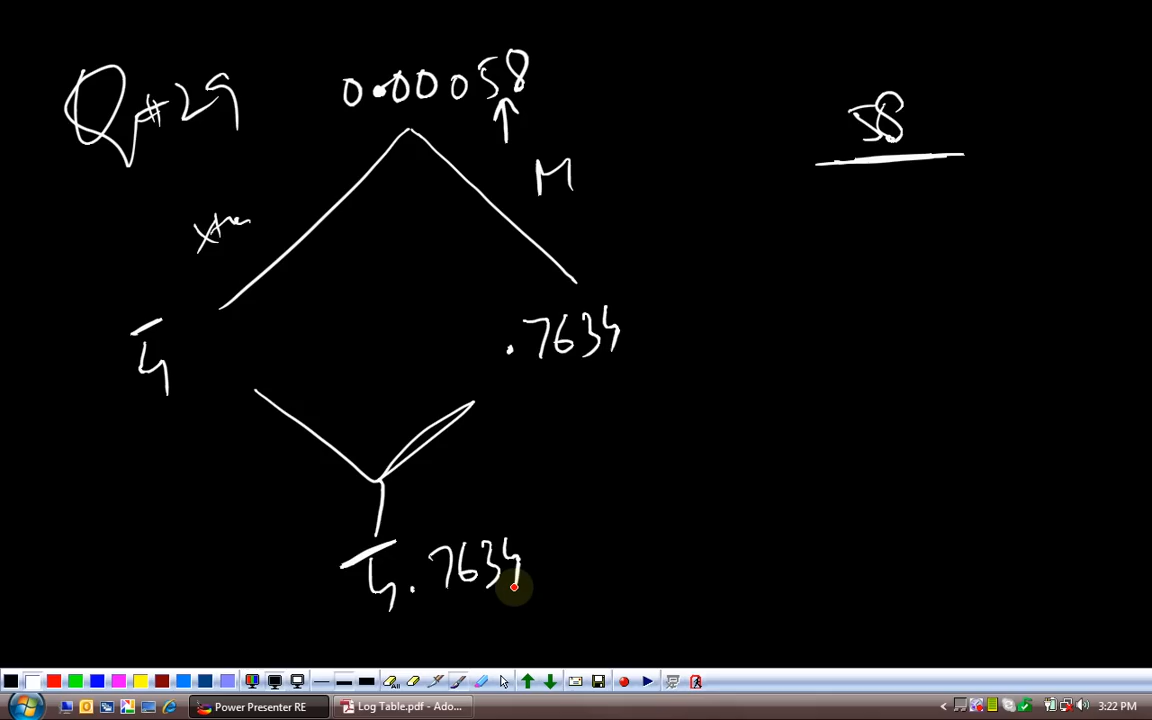 Q#29
0.00058
58
M
4̅
.7634
4̅.7634
Power Presenter RE
Log Table.pdf - Ado...
3:22 PM